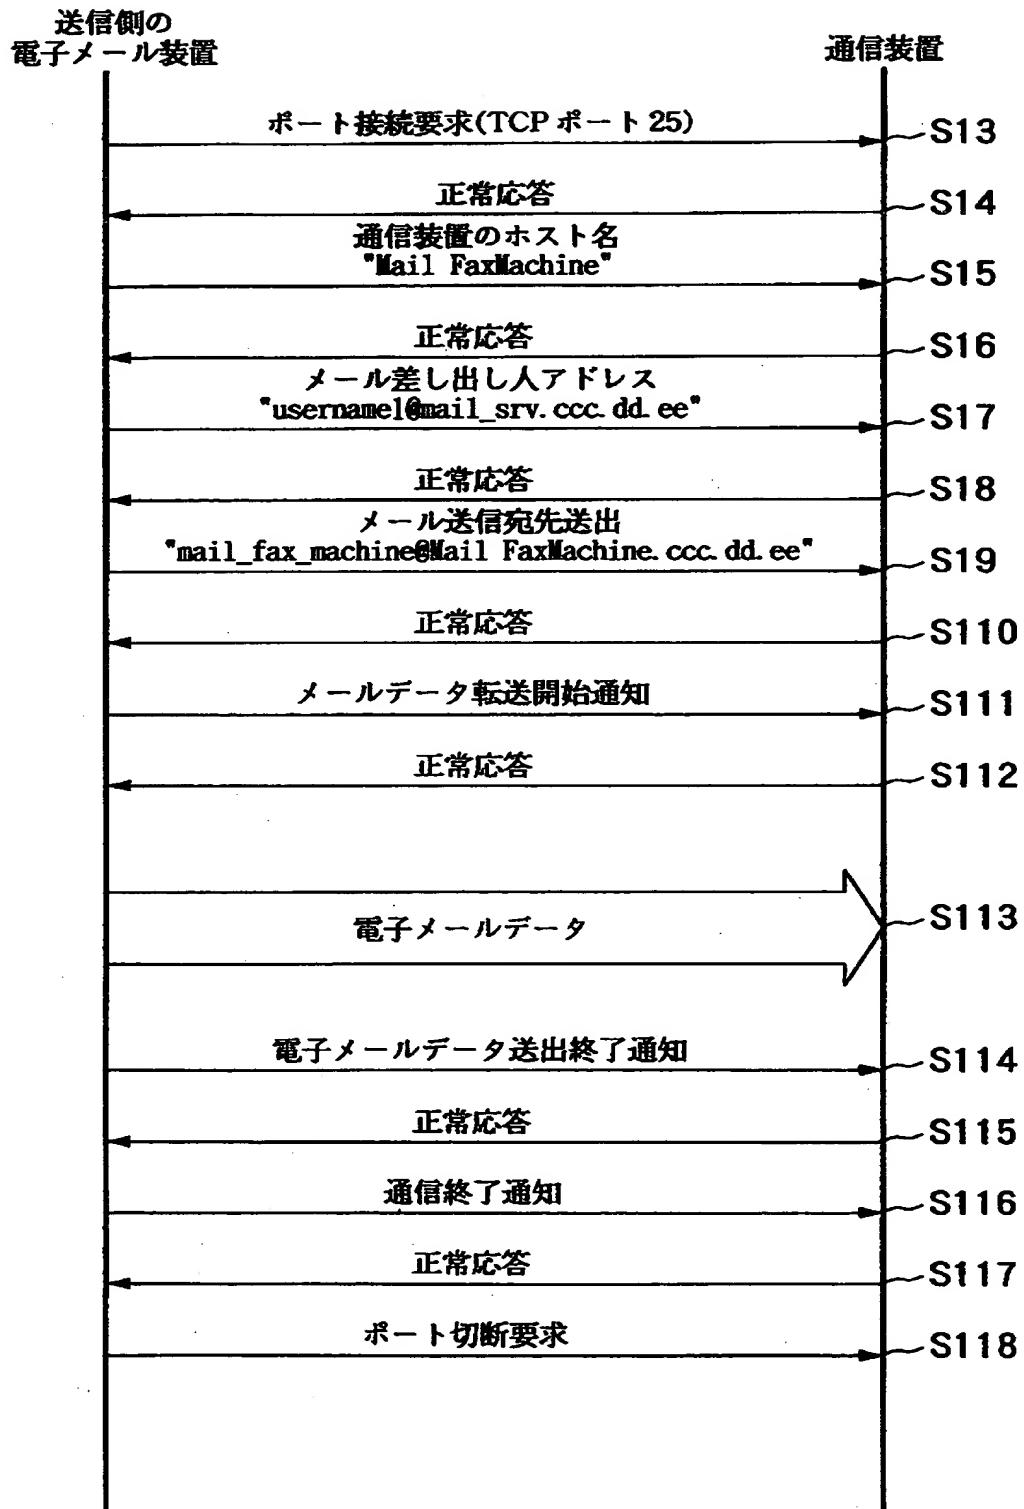 送信側の
電子メール装置
通信装置
ポート接続要求(TCPポート25)
S13
正常応答
S14
通信装置のホスト名
"Mail FaxMachine"
S15
正常応答
S16
メール差し出し人アドレス
"username1@mail_srv.ccc.dd.ee"
S17
正常応答
S18
メール送信宛先送出
"mail_fax_machine@Mail FaxMachine.ccc.dd.ee"
S19
正常応答
S110
メールデータ転送開始通知
S111
正常応答
S112
電子メールデータ
S113
電子メールデータ送出終了通知
S114
正常応答
S115
通信終了通知
S116
正常応答
S117
ポート切断要求
S118